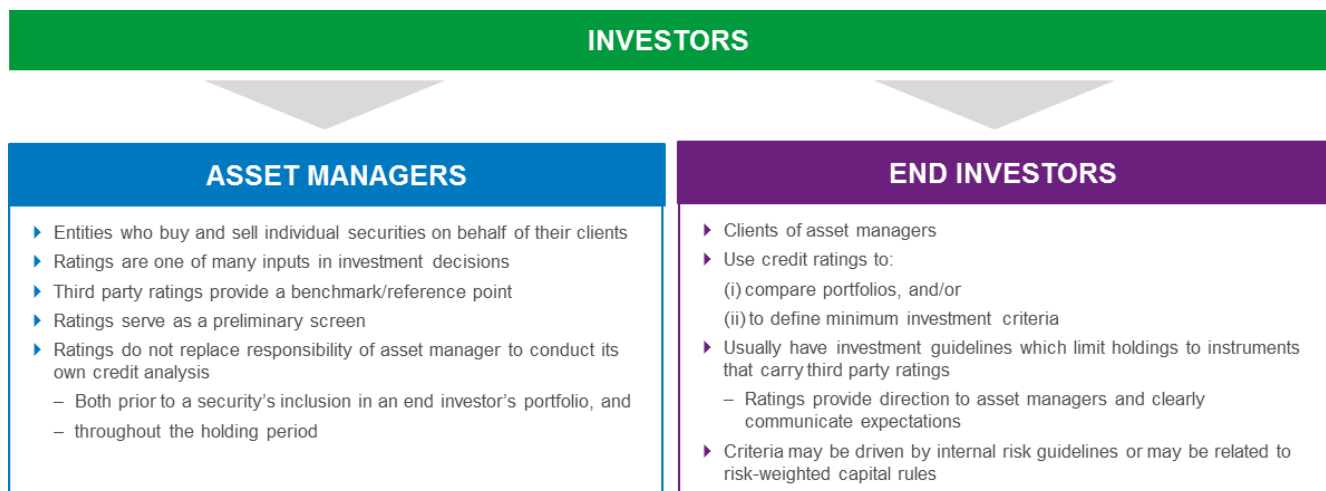 INVESTORS
ASSET MANAGERS
Entities who buy and sell individual securities on behalf of their clients
Ratings are one of many inputs in investment decisions
Third party ratings provide a benchmark/reference point
Ratings serve as a preliminary screen
Ratings do not replace responsibility of asset manager to conduct its
own credit analysis
– Both prior to a security's inclusion in an end investor's portfolio, and
– throughout the holding period
END INVESTORS
Clients of asset managers
Use credit ratings to:
(i) compare portfolios, and/or
(ii) to define minimum investment criteria
Usually have investment guidelines which limit holdings to instruments
that carry third party ratings
– Ratings provide direction to asset managers and clearly
communicate expectations
Criteria may be driven by internal risk guidelines or may be related to
risk-weighted capital rules